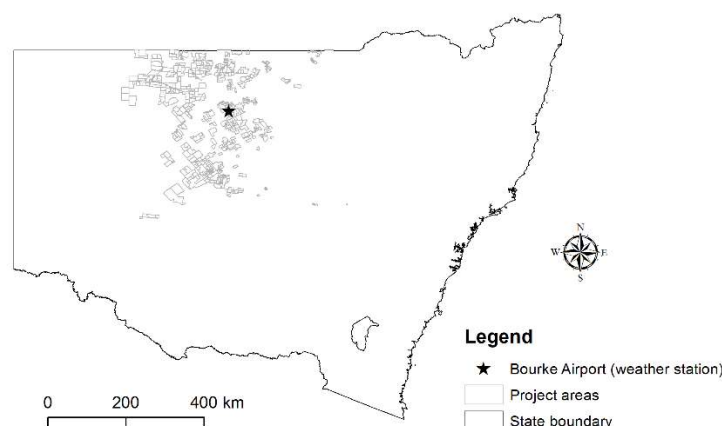 N
W
E
S
Legend
Bourke Airport (weather station)
Project areas
State boundary
0 200 400 km